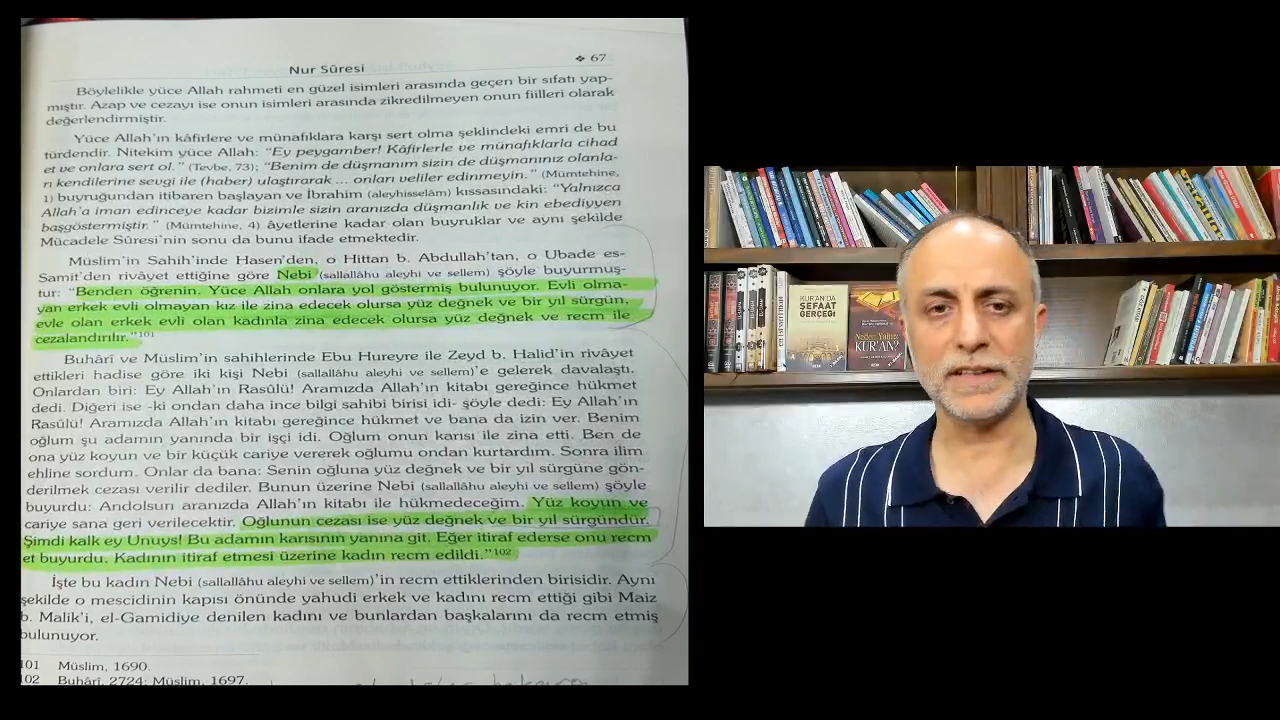 Nur Sûresi ❖ 67
Böylelikle yüce Allah rahmeti en güzel isimleri arasında geçen bir sıfatı yap-
mıştır. Azap ve cezayı ise onun isimleri arasında zikredilmeyen onun fiilleri olarak
değerlendirmiştir.
Yüce Allah'ın kâfirlere ve münafıklara karşı sert olma şeklindeki emri de bu
türdendir. Nitekim yüce Allah: "Ey peygamber! Kâfirlerle ve münafıklarla cihad
et ve onlara sert ol." (Tevbe, 73); "Benim de düşmanım sizin de düşmanınız olanla-
rı kendilerine sevgi ile (haber) ulaştırarak ... onları veliler edinmeyin." (Mümtehine,
1) buyruğundan itibaren başlayan ve İbrahim (aleyhisselâm) kıssasındaki: "Yalnızca
Allah'a iman edinceye kadar bizimle sizin aranızda düşmanlık ve kin ebediyyen
başgöstermiştir." (Mümtehine, 4) âyetlerine kadar olan buyruklar ve aynı şekilde
Mücadele Sûresi'nin sonu da bunu ifade etmektedir.
Müslim'in Sahih'inde Hasen'den, o Hittan b. Abdullah'tan, o Ubade es-
Samit'den rivâyet ettiğine göre Nebi (sallallâhu aleyhi ve sellem) şöyle buyurmuş-
tur: "Benden öğrenin. Yüce Allah onlara yol göstermiş bulunuyor. Evli olma-
yan erkek evli olmayan kız ile zina edecek olursa yüz değnek ve bir yıl sürgün,
evle olan erkek evli olan kadınla zina edecek olursa yüz değnek ve recm ile
cezalandırılır."101
Buhâri ve Müslim'in sahihlerinde Ebu Hureyre ile Zeyd b. Halid'in rivâyet
ettikleri hadise göre iki kişi Nebi (sallallâhu aleyhi ve sellem)'e gelerek davalaştı.
Onlardan biri: Ey Allah'ın Rasûlü! Aramızda Allah'ın kitabı gereğince hükmet
dedi. Diğeri ise -ki ondan daha ince bilgi sahibi birisi idi- şöyle dedi: Ey Allah'ın
Rasûlü! Aramızda Allah'ın kitabı gereğince hükmet ve bana da izin ver. Benim
oğlum şu adamın yanında bir işçi idi. Oğlum onun karısı ile zina etti. Ben de
ona yüz koyun ve bir küçük cariye vererek oğlumu ondan kurtardım. Sonra ilim
ehline sordum. Onlar da bana: Senin oğluna yüz değnek ve bir yıl sürgüne gön-
derilmek cezası verilir dediler. Bunun üzerine Nebi (sallallâhu aleyhi ve sellem) şöyle
buyurdu: Andolsun aranızda Allah'ın kitabı ile hükmedeceğim. Yüz koyun ve
cariye sana geri verilecektir. Oğlunun cezası ise yüz değnek ve bir yıl sürgündür.
Şimdi kalk ey Unuys! Bu adamın karısının yanına git. Eğer itiraf ederse onu recm
et buyurdu. Kadının itiraf etmesi üzerine kadın recm edildi."102
İşte bu kadın Nebi (sallallâhu aleyhi ve sellem)'in recm ettiklerinden birisidir. Aynı
şekilde o mescidinin kapısı önünde yahudi erkek ve kadını recm ettiği gibi Maiz
b. Malik'i, el-Gamidiye denilen kadını ve bunlardan başkalarını da recm etmiş
bulunuyor.
101 Müslim, 1690.
102 Buhârî, 2724; Müslim, 1697.
KUR'AN'DA
ŞEFAAT
GERÇEĞİ
Neden Yalnız
KUR'AN?